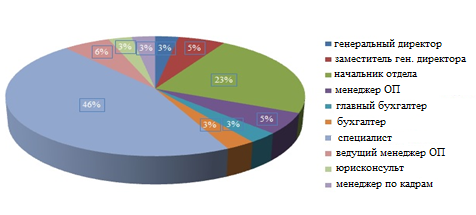 3%
3%
3%
5%
6%
23%
46%
5%
3%
3%
генеральный директор
заместитель ген. директора
начальник отдела
менеджер ОП
главный бухгалтер
бухгалтер
специалист
ведущий менеджер ОП
юрисконсульт
менеджер по кадрам